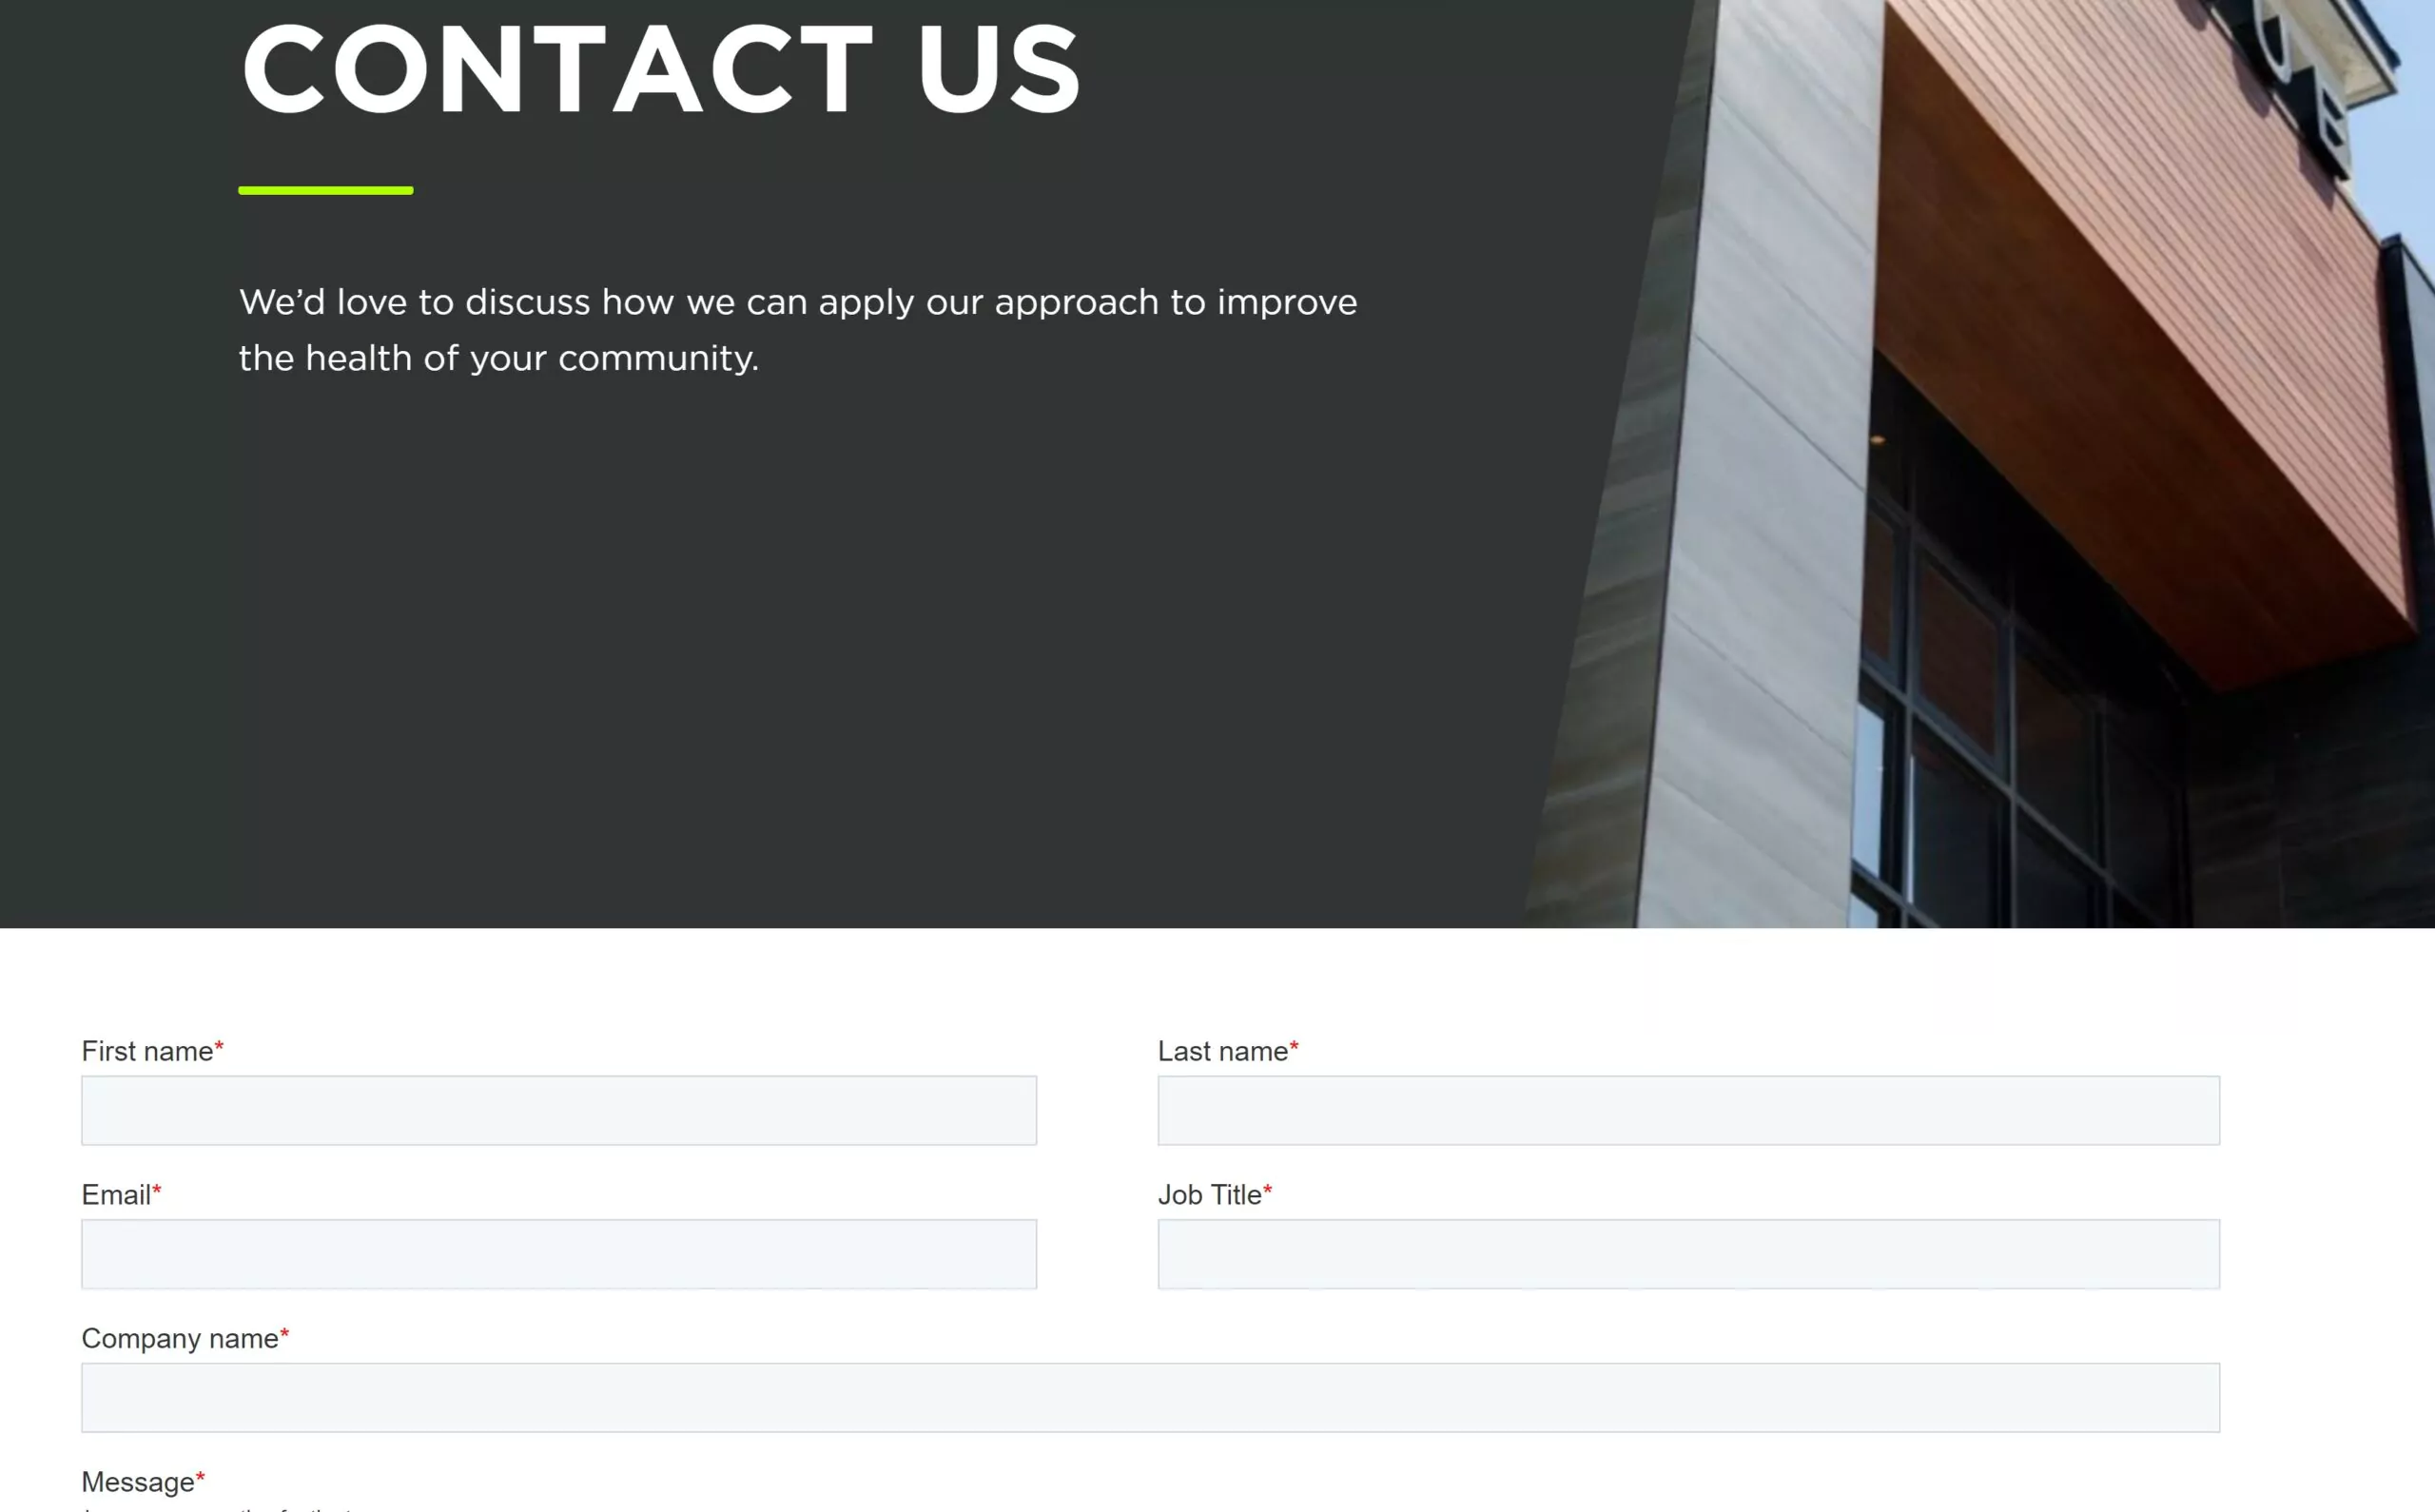 CONTACT US
We’d love to discuss how we can apply our approach to improve
the health of your community.
First name*
Last name*
Email*
Job Title*
Company name*
Message*